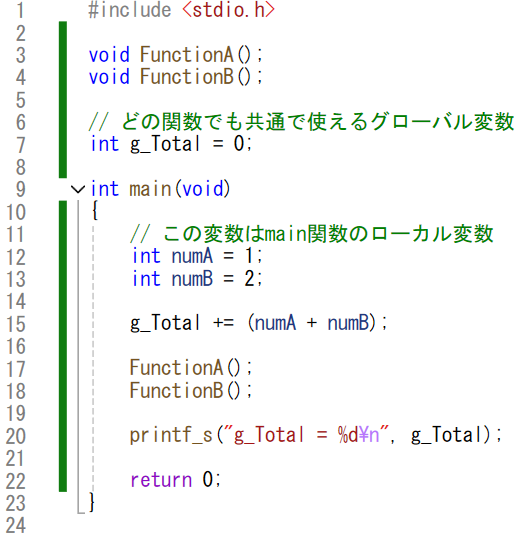 1 #include <stdio.h>
2
3 void FunctionA();
4 void FunctionB();
5
6 // どの関数でも共通で使えるグローバル変数
7 int g_Total = 0;
8
9 int main(void)
10 {
11 // この変数はmain関数のローカル変数
12 int numA = 1;
13 int numB = 2;
14
15 g_Total += (numA + numB);
16
17 FunctionA();
18 FunctionB();
19
20 printf_s("g_Total = %d¥n", g_Total);
21
22 return 0;
23 }
24